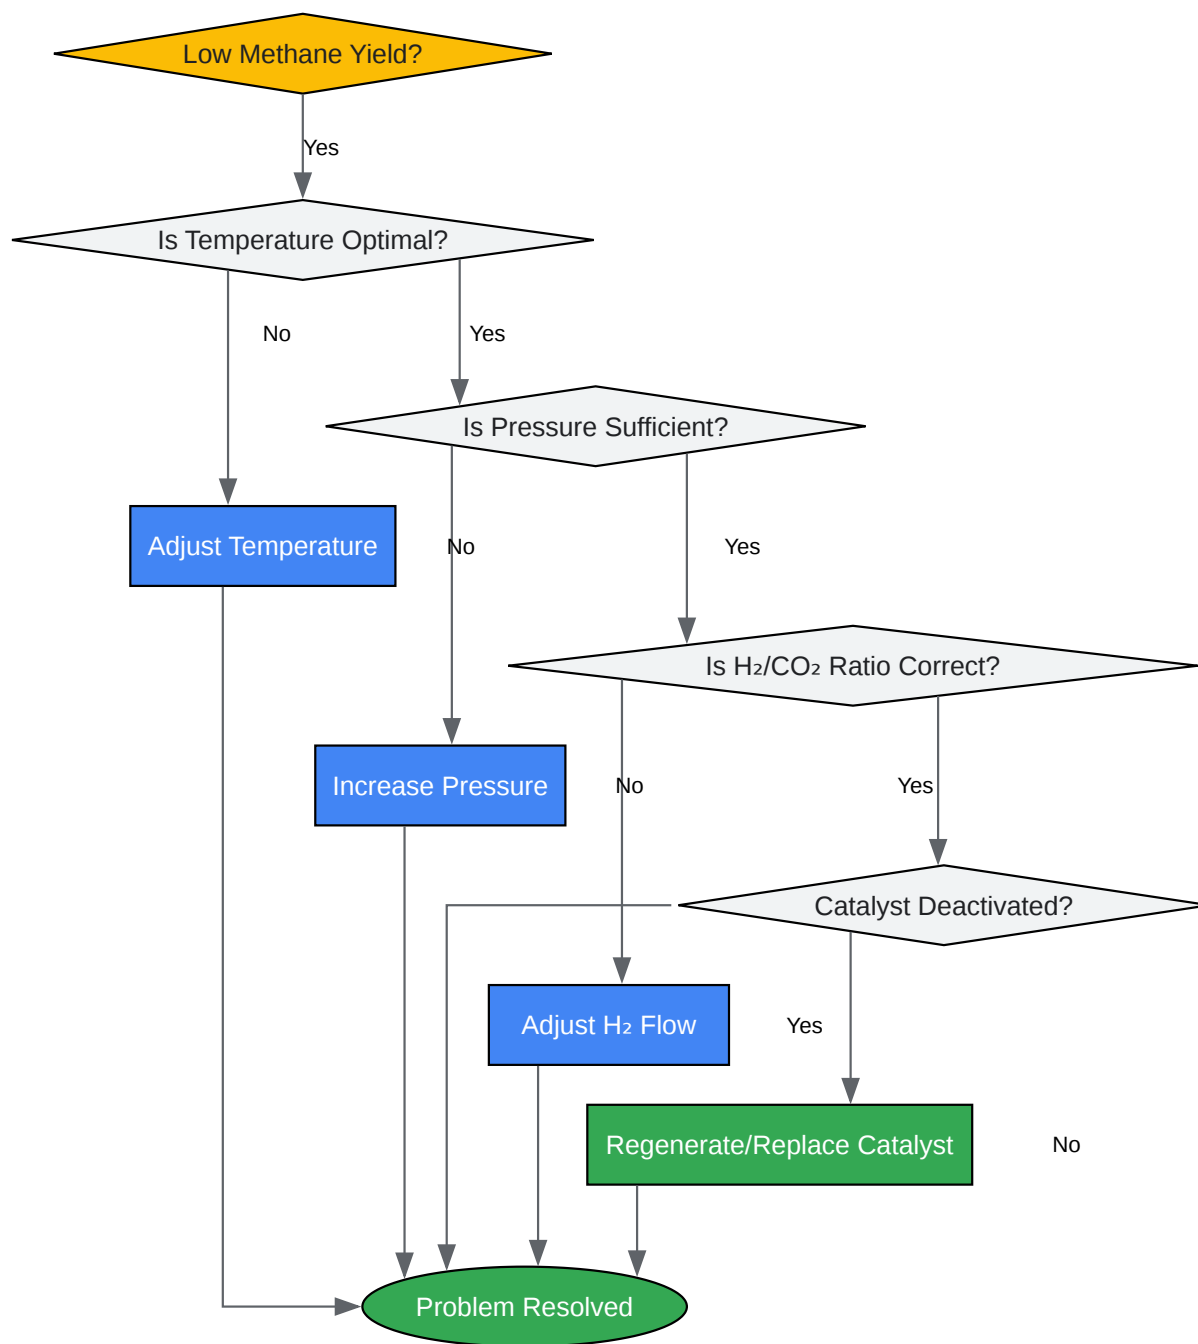 Low Methane Yield?
Yes
Is Temperature Optimal?
No
Yes
Is Pressure Sufficient?
Adjust Temperature
No
Yes
Is H₂/CO₂ Ratio Correct?
Increase Pressure
No
Yes
Catalyst Deactivated?
Adjust H₂ Flow
Yes
Regenerate/Replace Catalyst
No
Problem Resolved